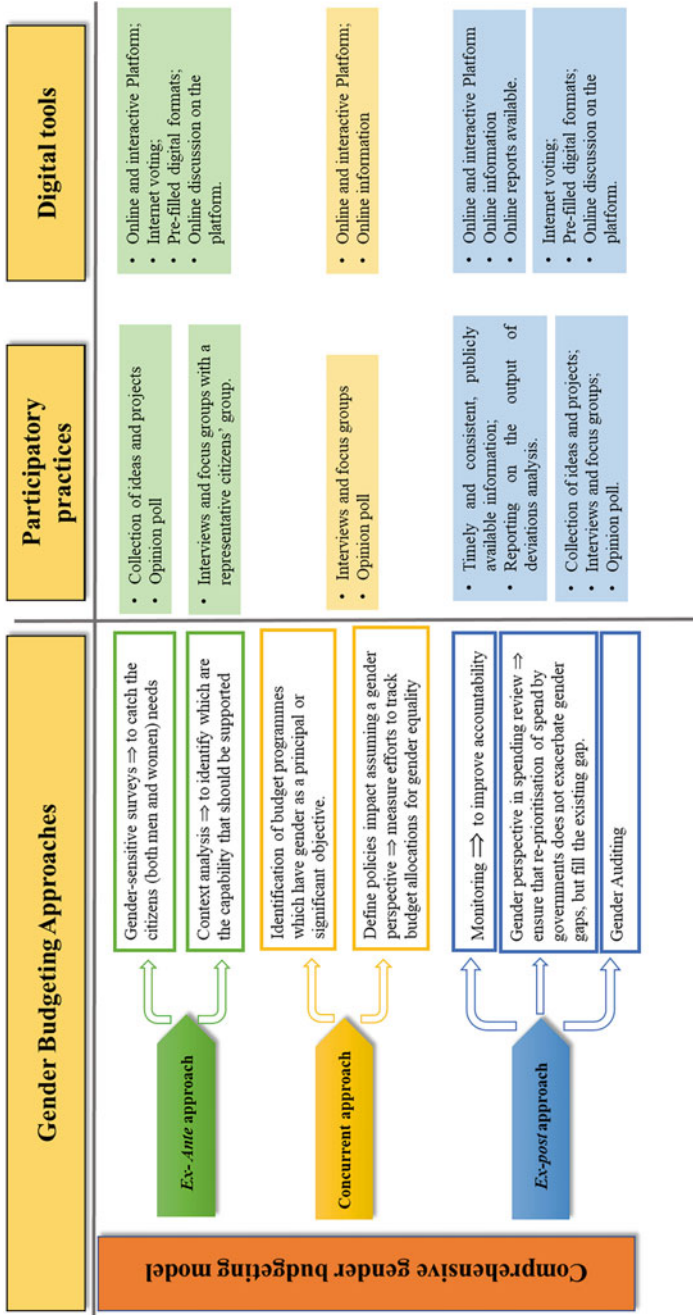 Gender Budgeting Approaches
Participatory
practices
Digital tools
Comprehensive gender budgeting model
Ex- Ante approach
Gender-sensitive surveys ⇒ to catch the
citizens (both men and women) needs
Context analysis ⇒ to identify which are
the capability that should be supported
• Collection of ideas and projects
• Opinion poll
• Interviews and focus groups with a
representative citizens' group.
• Online and interactive Platform;
• Internet voting;
• Pre-filled digital formats;
• Online discussion on the
platform.
Concurrent approach
Identification of budget programmes
which have gender as a principal or
significant objective.
Define policies impact assuming a gender
perspective ⇒ measure efforts to track
budget allocations for gender equality
• Interviews and focus groups
• Opinion poll
• Online and interactive Platform;
• Online information
Ex-post approach
Monitoring ⇒ to improve accountability
Gender perspective in spending review ⇒
ensure that re-prioritisation of spend by
governments does not exacerbate gender
gaps, but fill the existing gap.
Gender Auditing
• Timely and consistent, publicly
available information;
• Reporting on the output of
deviations analysis.
• Collection of ideas and projects;
• Interviews and focus groups;
• Opinion poll.
• Online and interactive Platform
• Online information
• Online reports available.
• Internet voting;
• Pre-filled digital formats;
• Online discussion on the
platform.